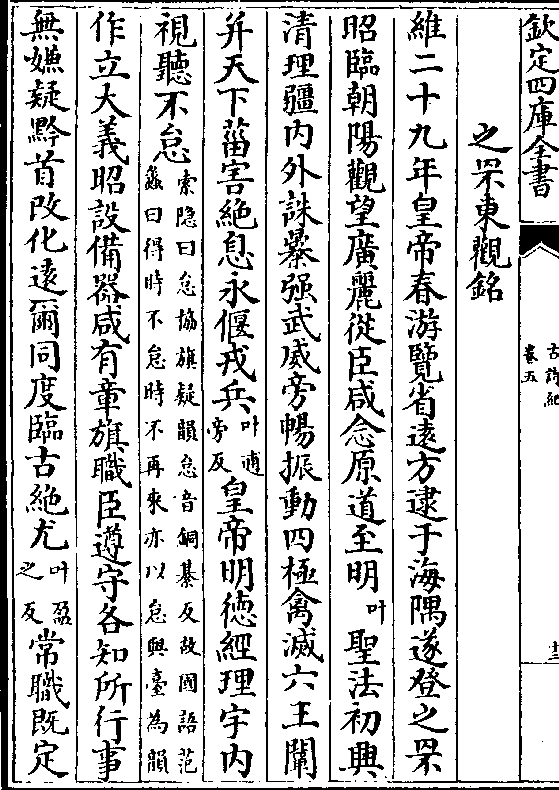 欽定四庫全書
古詩紀
卷五
十三
之罘東觀銘
維二十九年皇帝春游覽省遠方逮于海隅遂登之罘
昭臨朝陽觀望廣麗從臣咸念原道至明叶聖法初興
清理疆内外誅暴强武威旁暢振動四極禽滅六王闡
并天下菑害絶息永偃戎兵叶逋旁反皇帝明徳經理宇内
視聽不怠索隐曰怠協旗疑韻怠音銅綦反故國語范蠡曰得時不怠時不再來亦以怠與臺為韻
作立大義昭設備器咸有章旗職臣遵守各知所行事
無嫌疑黔首改化遠爾同度臨古絶尤叶盈之反常職既定